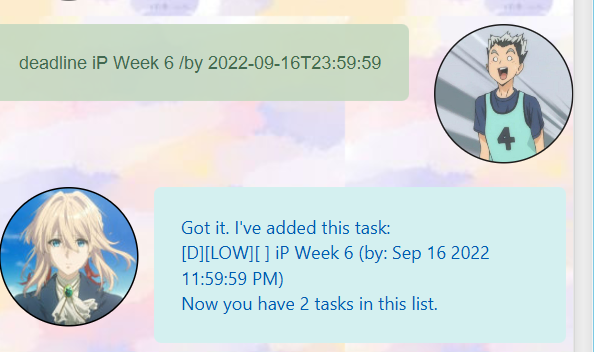 deadline iP Week 6 /by 2022-09-16T23:59:59
4
Got it. I've added this task:
[D][LOW][ ] iP Week 6 (by: Sep 16 2022
11:59:59 PM)
Now you have 2 tasks in this list.